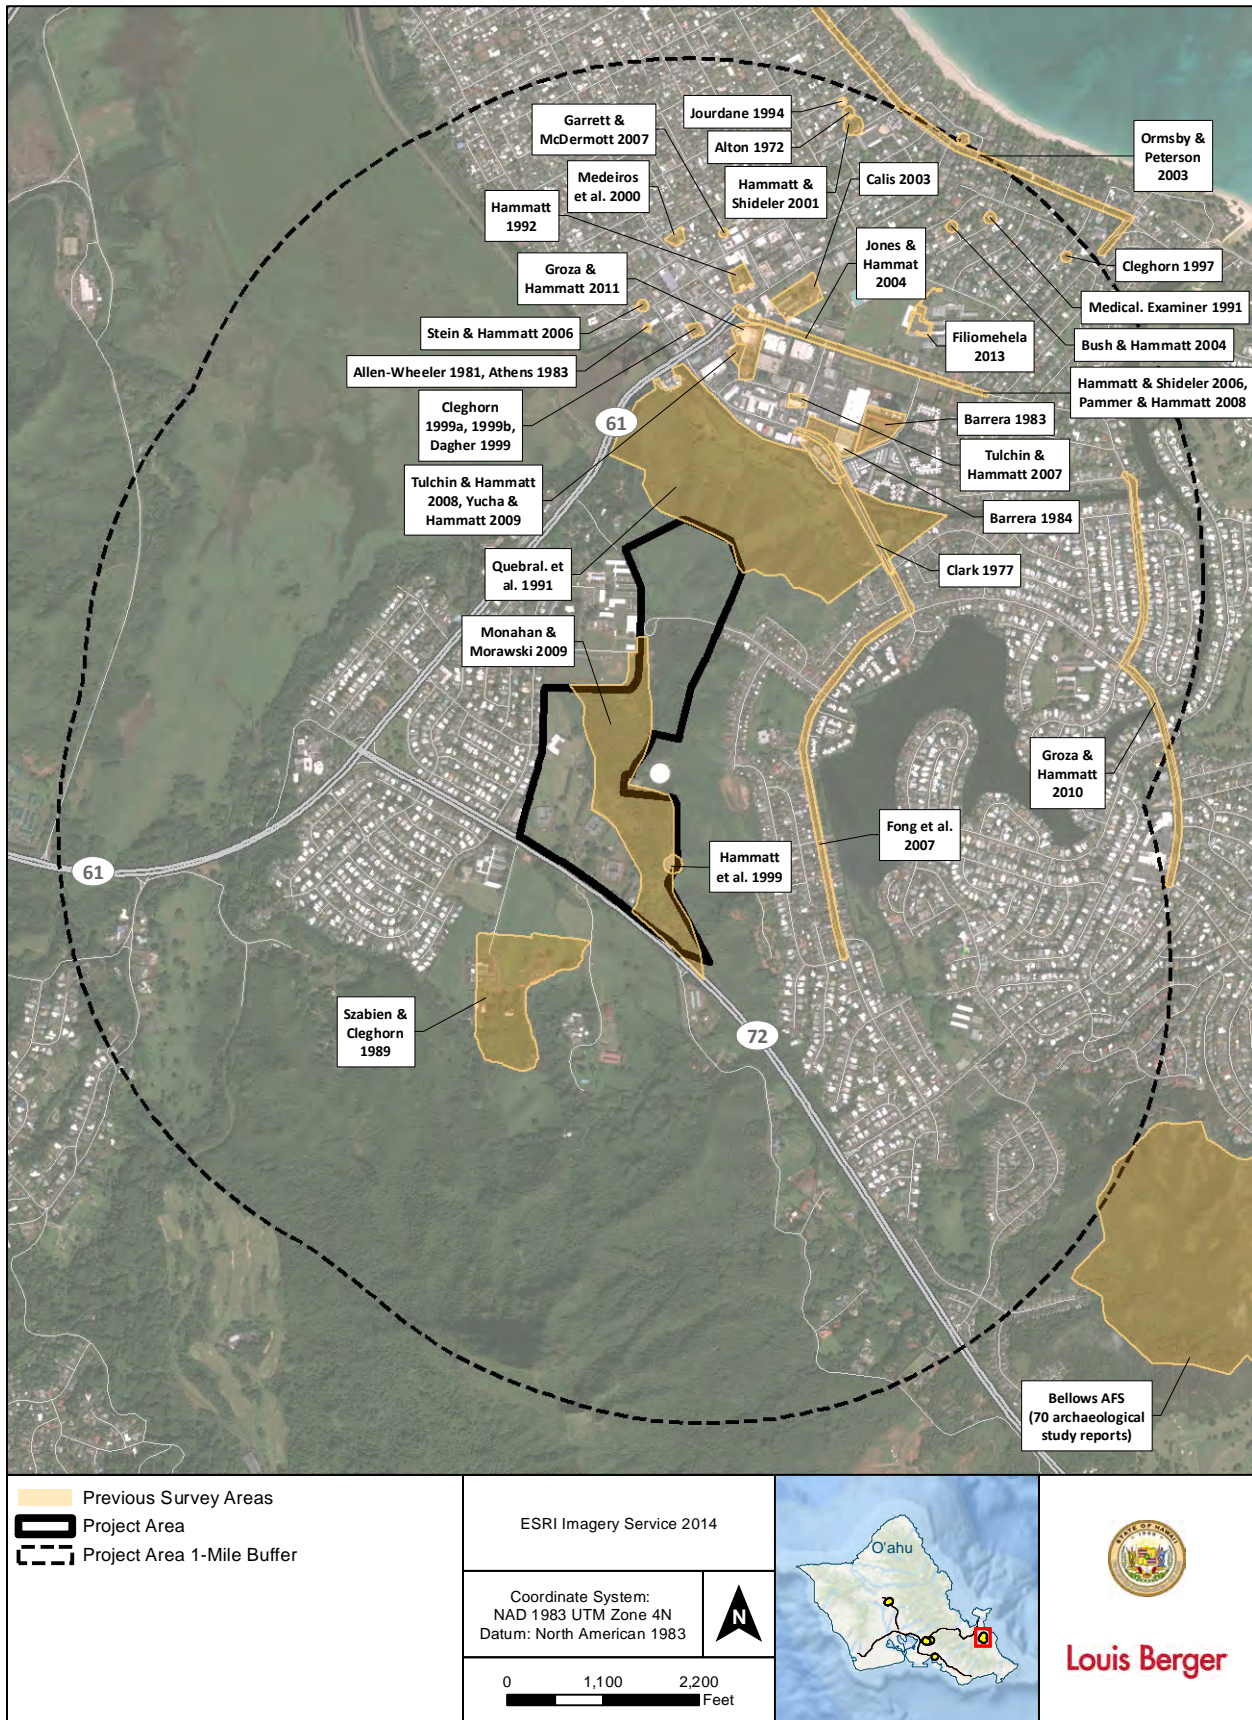 Jourdane 1994
Garrett &
McDermott 2007
Alton 1972
Ormsby &
Peterson
2003
Medeiros
et al. 2000
Hammatt &
Shideler 2001
Calis 2003
Hammatt
1992
Jones &
Hammat
2004
Groza &
Hammatt 2011
Cleghorn 1997
Medical. Examiner 1991
Stein & Hammatt 2006
Filiomehela
2013
Bush & Hammatt 2004
Allen-Wheeler 1981, Athens 1983
Hammatt & Shideler 2006,
Pammer & Hammatt 2008
Cleghorn
1999a, 1999b,
Dagher 1999
61
Barrera 1983
Tulchin &
Hammatt 2007
Tulchin & Hammatt
2008, Yucha &
Hammatt 2009
Barrera 1984
Quebral. et
al. 1991
Clark 1977
Monahan &
Morawski 2009
Groza &
Hammatt
2010
Fong et al.
2007
61
Hammatt
et al. 1999
Szabien &
Cleghorn
1989
72
Bellows AFS
(70 archaeological
study reports)
Previous Survey Areas
Project Area
Project Area 1-Mile Buffer
ESRI Imagery Service 2014
Coordinate System:
NAD 1983 UTM Zone 4N
Datum: North American 1983
N
0 1,100 2,200
Feet
O'ahu
STATE OF HAWAII
1959
Louis Berger